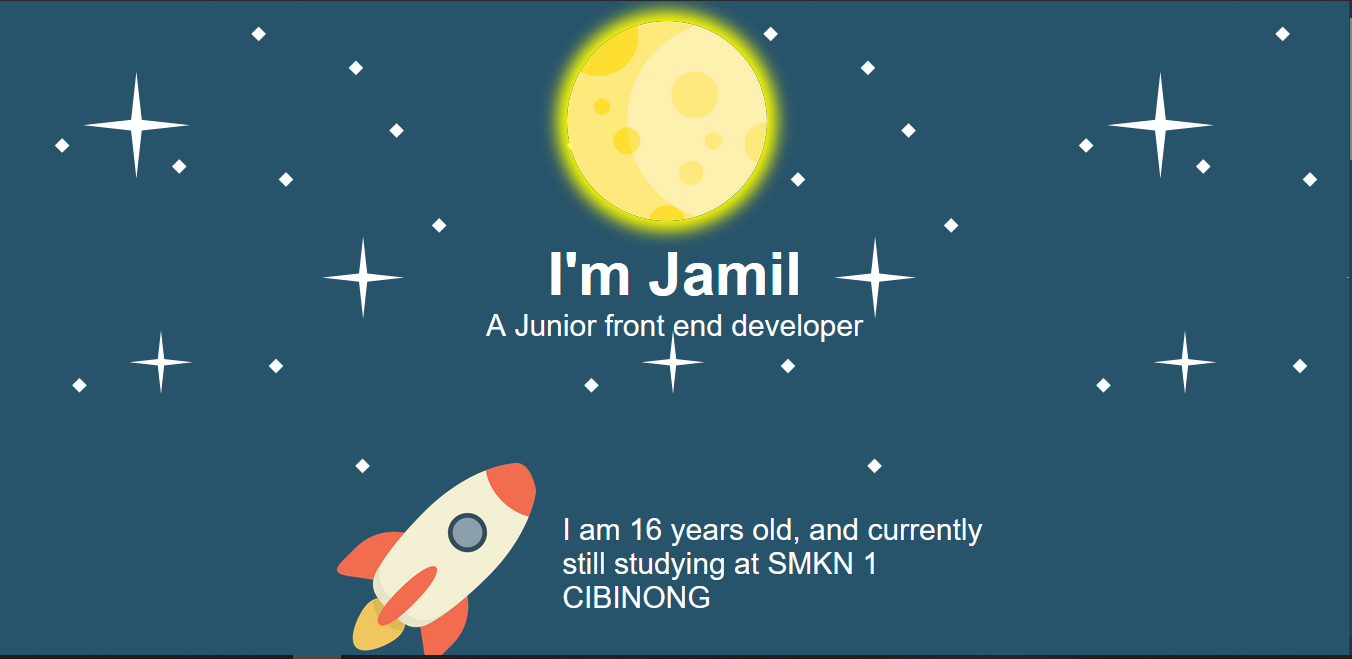 I'm Jamil
A Junior front end developer
I am 16 years old, and currently
still studying at SMKN 1
CIBINONG